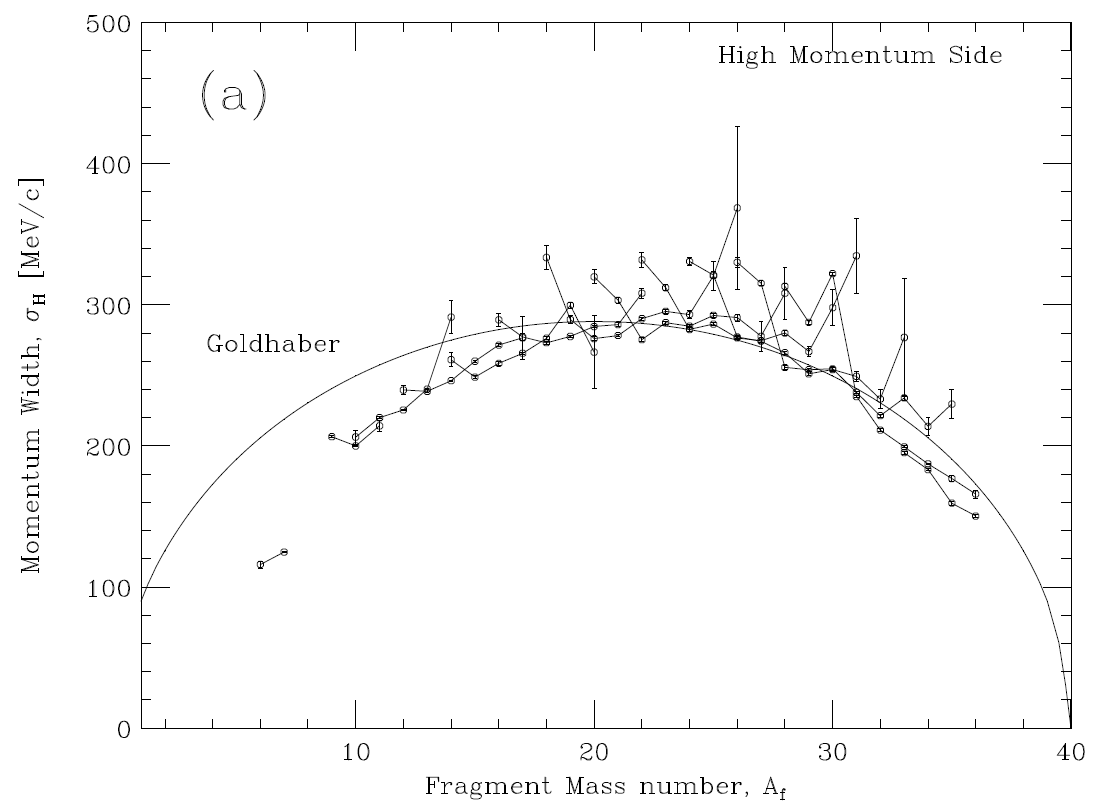 500
High Momentum Side
(a)
400
300
Goldhaber
200
100
0
Momentum Width, σH [MeV/c]
10 20 30 40
Fragment Mass number, Af